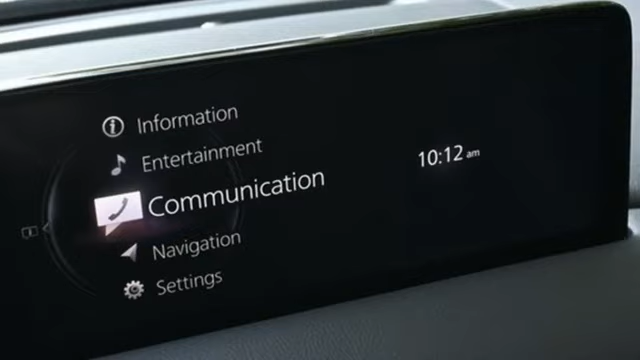 Information
Entertainment
Communication
Navigation
Settings
10:12 am